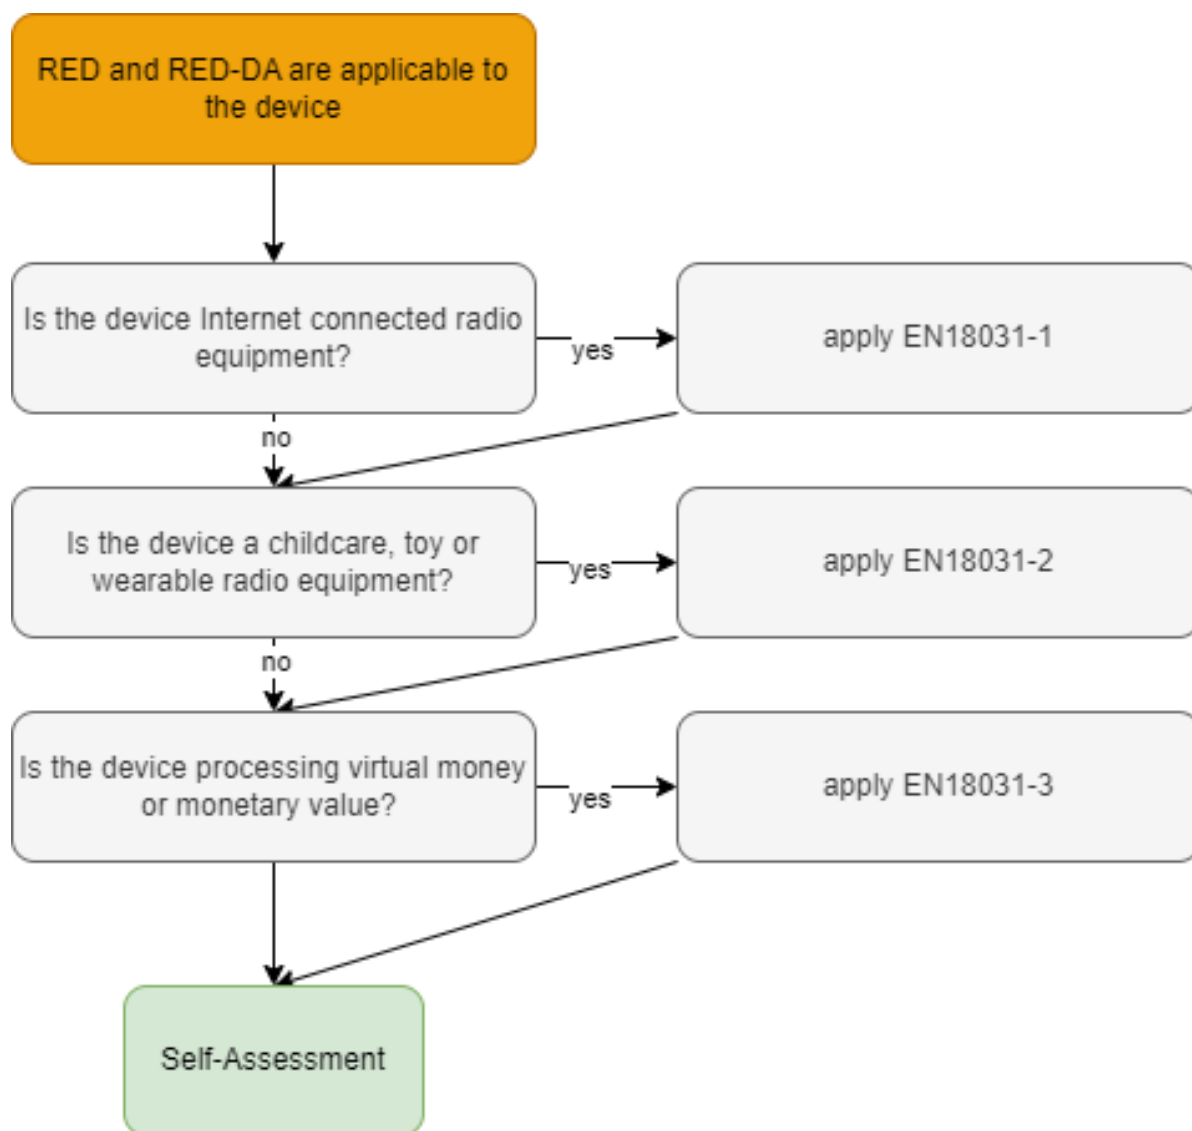 RED and RED-DA are applicable to
the device
Is the device Internet connected radio
equipment?
yes
apply EN18031-1
no
Is the device a childcare, toy or
wearable radio equipment?
yes
apply EN18031-2
no
Is the device processing virtual money
or monetary value?
yes
apply EN18031-3
Self-Assessment